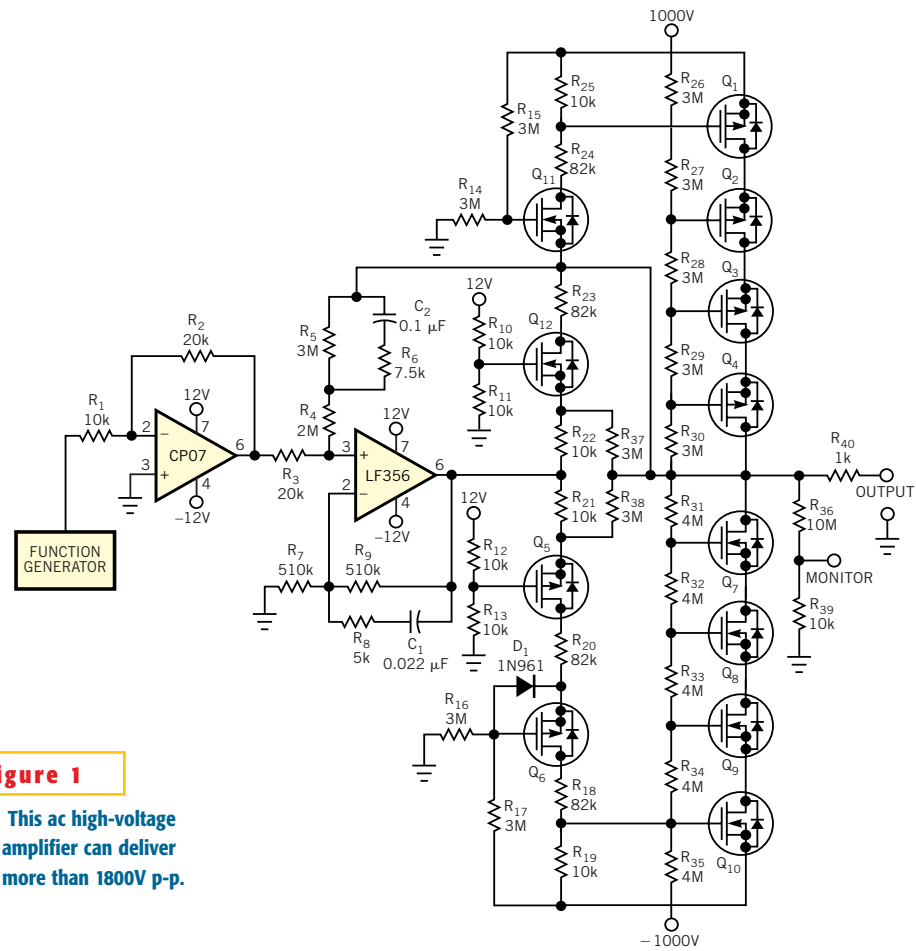 1000V
R25
10k
Q1
R26
3M
R15
3M
R24
82k
R27
3M
Q2
Q11
R14
3M
R28
3M
Q3
12V
R23
82k
C2
0.1 µF
R5
3M
R10
10k
Q12
R6
7.5k
R29
3M
Q4
R2
20k
R11
10k
R4
2M
12V
R1
10k
12V
R22
10k
R37
3M
R30
3M
2
−
7
CP07
6
3
+
4
−12V
R3
20k
3
+
7
LF356
6
2
−
4
−12V
R40
1k
OUTPUT
R21
10k
R38
3M
R31
4M
R36
10M
12V
MONITOR
FUNCTION
GENERATOR
R7
510k
R9
510k
R12
10k
Q5
Q7
R32
4M
R13
10k
R39
10k
R8
5k
C1
0.022 µF
R20
82k
D1
1N961
Q8
R33
4M
R16
3M
Q6
R18
82k
Q9
R34
4M
R17
3M
R19
10k
R35
4M
Q10
−1000V
igure 1
This ac high-voltage
amplifier can deliver
more than 1800V p-p.